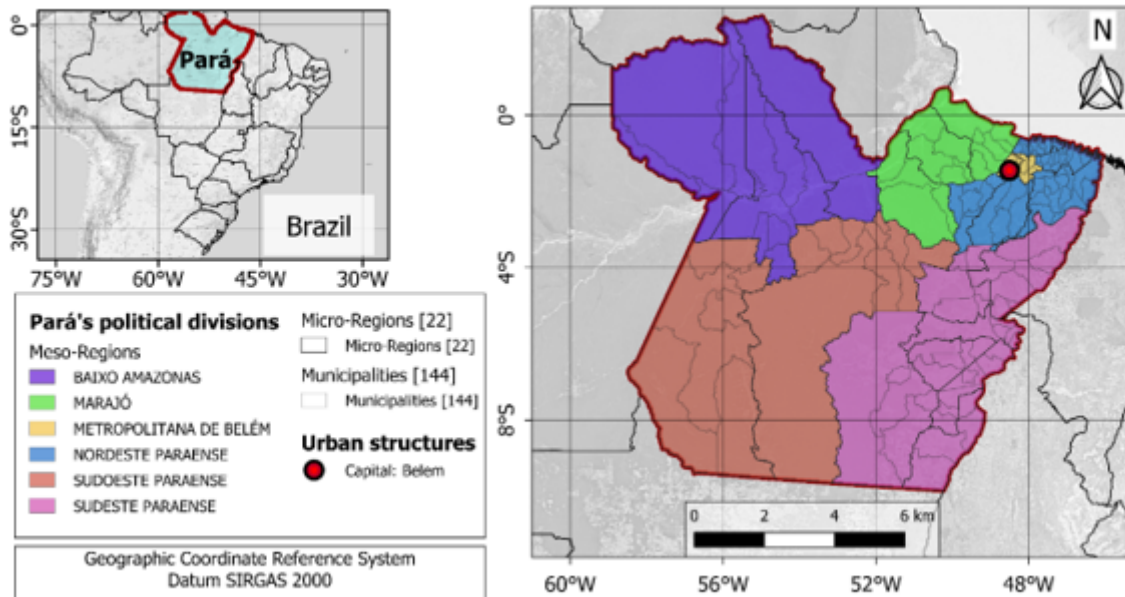 0°
15°S
30°S
Pará
Brazil
75°W 60°W 45°W 30°W
Pará's political divisions
Meso-Regions
BAIXO AMAZONAS
MARAJÓ
METROPOLITANA DE BELÉM
NORDESTE PARAENSE
SUDOESTE PARAENSE
SUDESTE PARAENSE
Micro-Regions [22]
Micro-Regions [22]
Municipalities [144]
Municipalities [144]
Urban structures
Capital: Belem
Geographic Coordinate Reference System
Datum SIRGAS 2000
N
0°
4°S
8°S
0 2 4 6 km
60°W 56°W 52°W 48°W